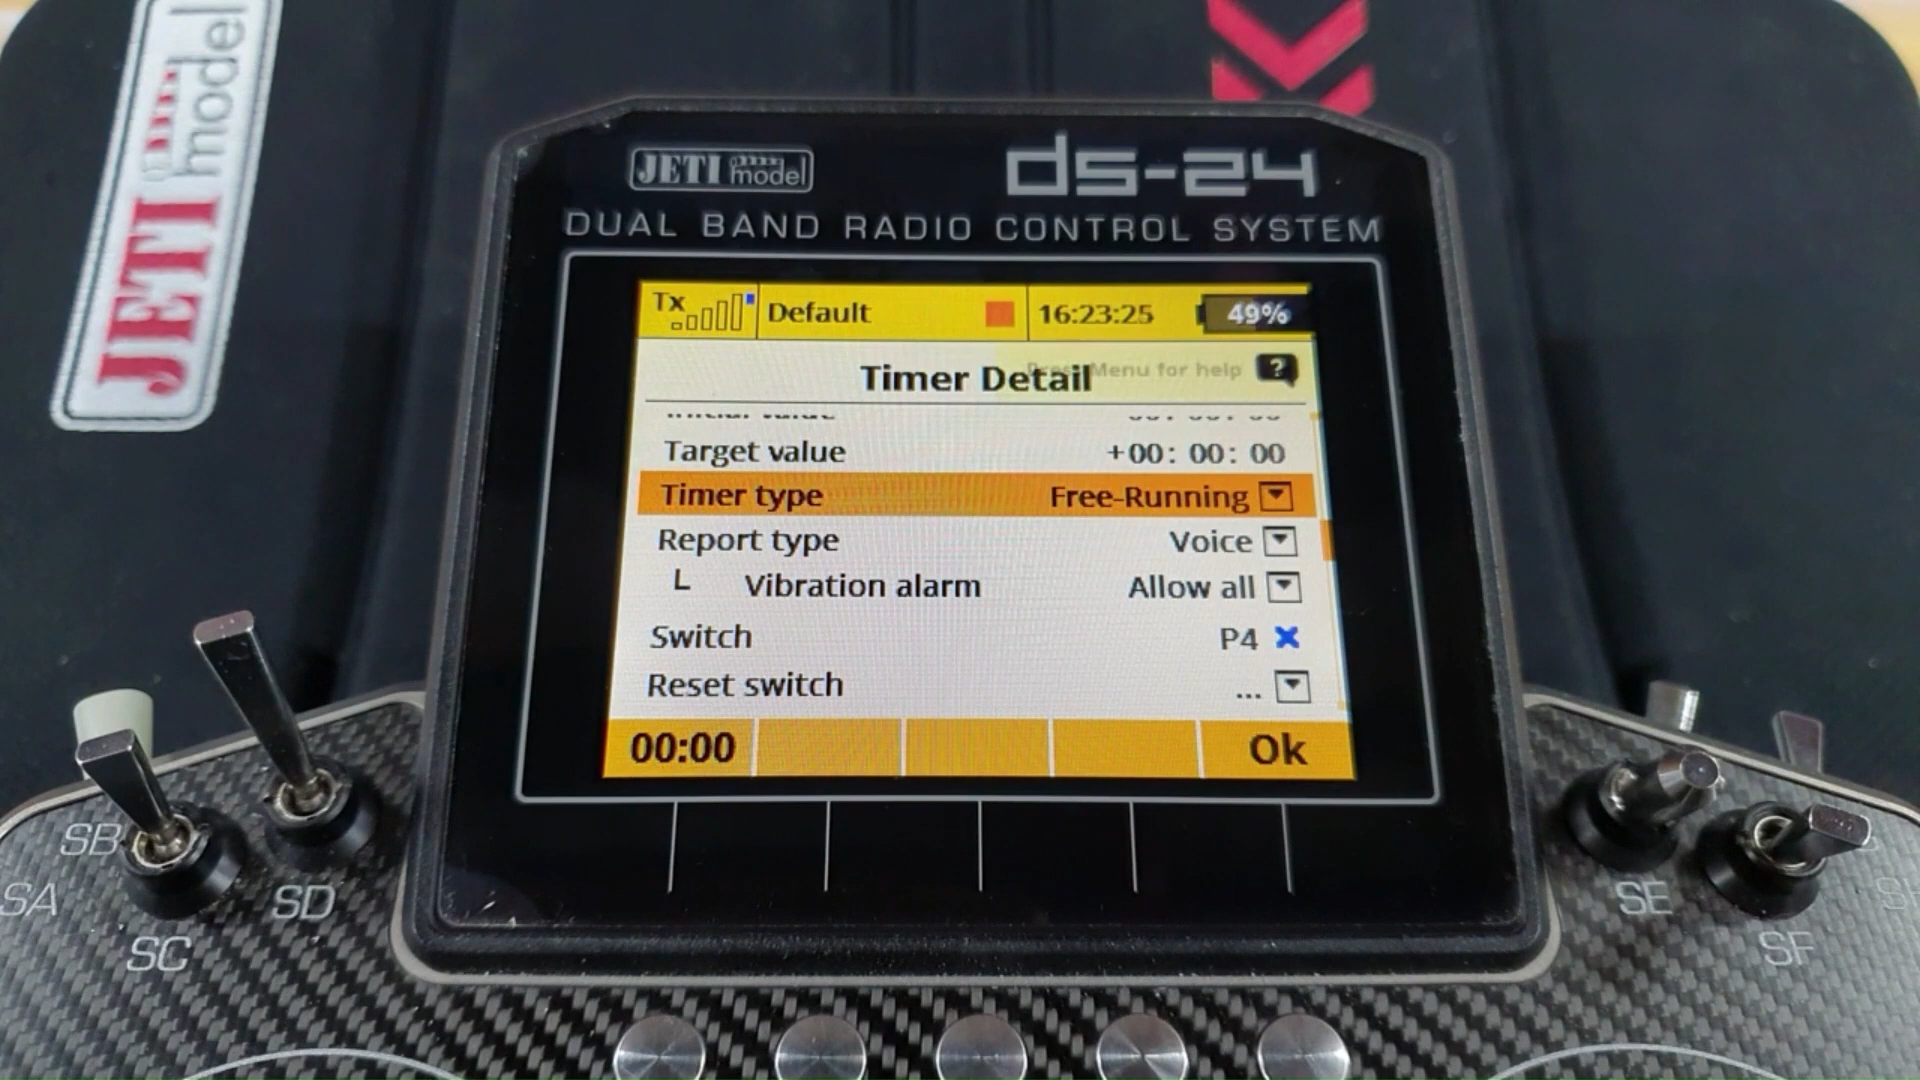 JETI model
JETI model
ds-24
DUAL BAND RADIO CONTROL SYSTEM
Tx Default 16:23:25 49%
Menu for help ?
Timer Detail
Target value +00: 00: 00
Timer type Free-Running
Report type Voice
Vibration alarm Allow all
Switch P4
Reset switch ...
00:00 Ok
SB
SA
SD
SC
SE
SF